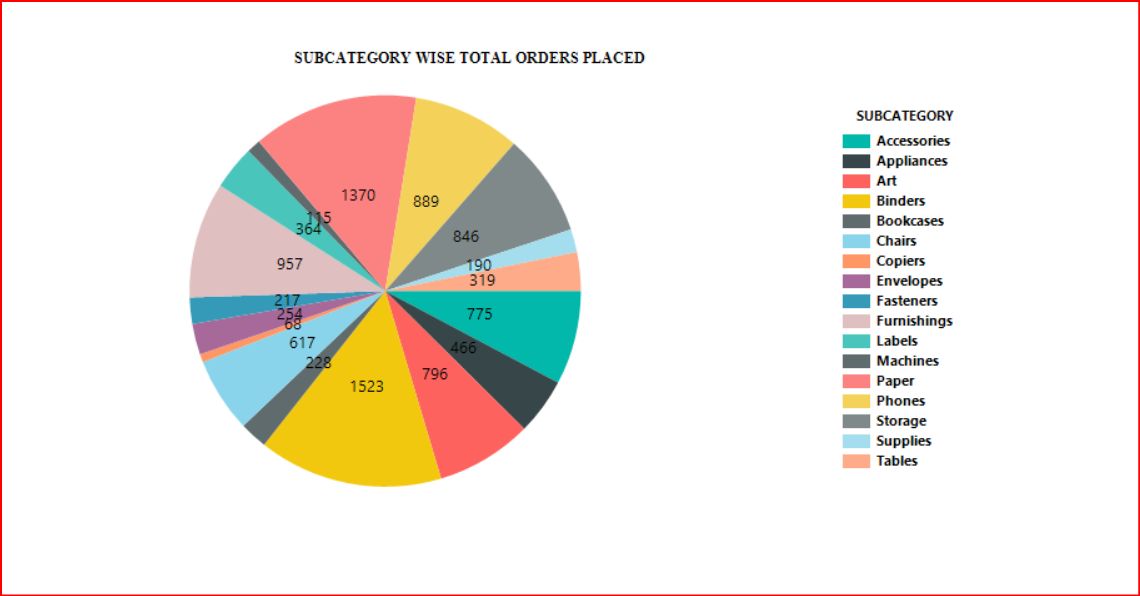 SUBCATEGORY WISE TOTAL ORDERS PLACED
SUBCATEGORY
Accessories
Appliances
Art
Binders
Bookcases
Chairs
Copiers
Envelopes
Fasteners
Furnishings
Labels
Machines
Paper
Phones
Storage
Supplies
Tables
1370
889
115
364
846
957
190
319
217
254
68
775
617
466
228
796
1523